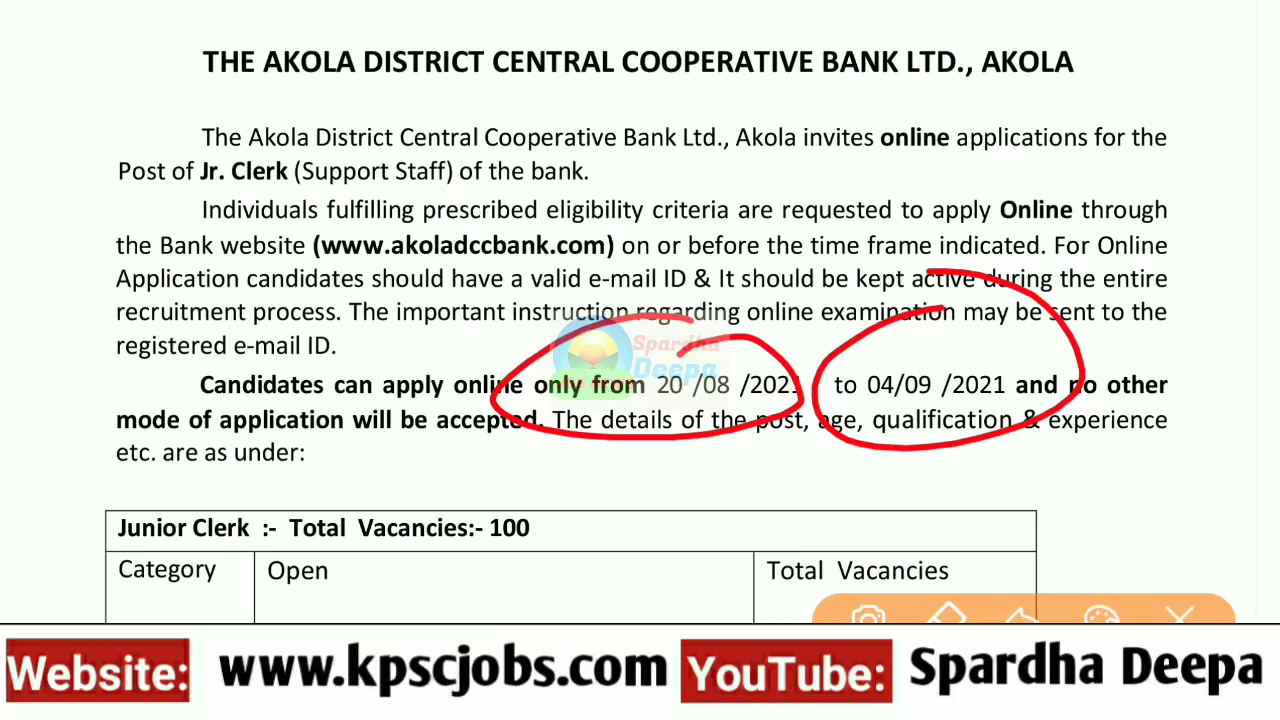 THE AKOLA DISTRICT CENTRAL COOPERATIVE BANK LTD., AKOLA
The Akola District Central Cooperative Bank Ltd., Akola invites online applications for the
Post of Jr. Clerk (Support Staff) of the bank.
Individuals fulfilling prescribed eligibility criteria are requested to apply Online through
the Bank website (www.akoladccbank.com) on or before the time frame indicated. For Online
Application candidates should have a valid e-mail ID & It should be kept active during the entire
recruitment process. The important instruction regarding online examination may be sent to the
registered e-mail ID.
Spardha
Deepa
Candidates can apply online only from 20 /08 /2021 to 04/09 /2021 and no other
mode of application will be accepted. The details of the post, age, qualification & experience
etc. are as under:
Junior Clerk :- Total Vacancies:- 100
Category Open Total Vacancies
Website: www.kpscjobs.com YouTube: Spardha Deepa